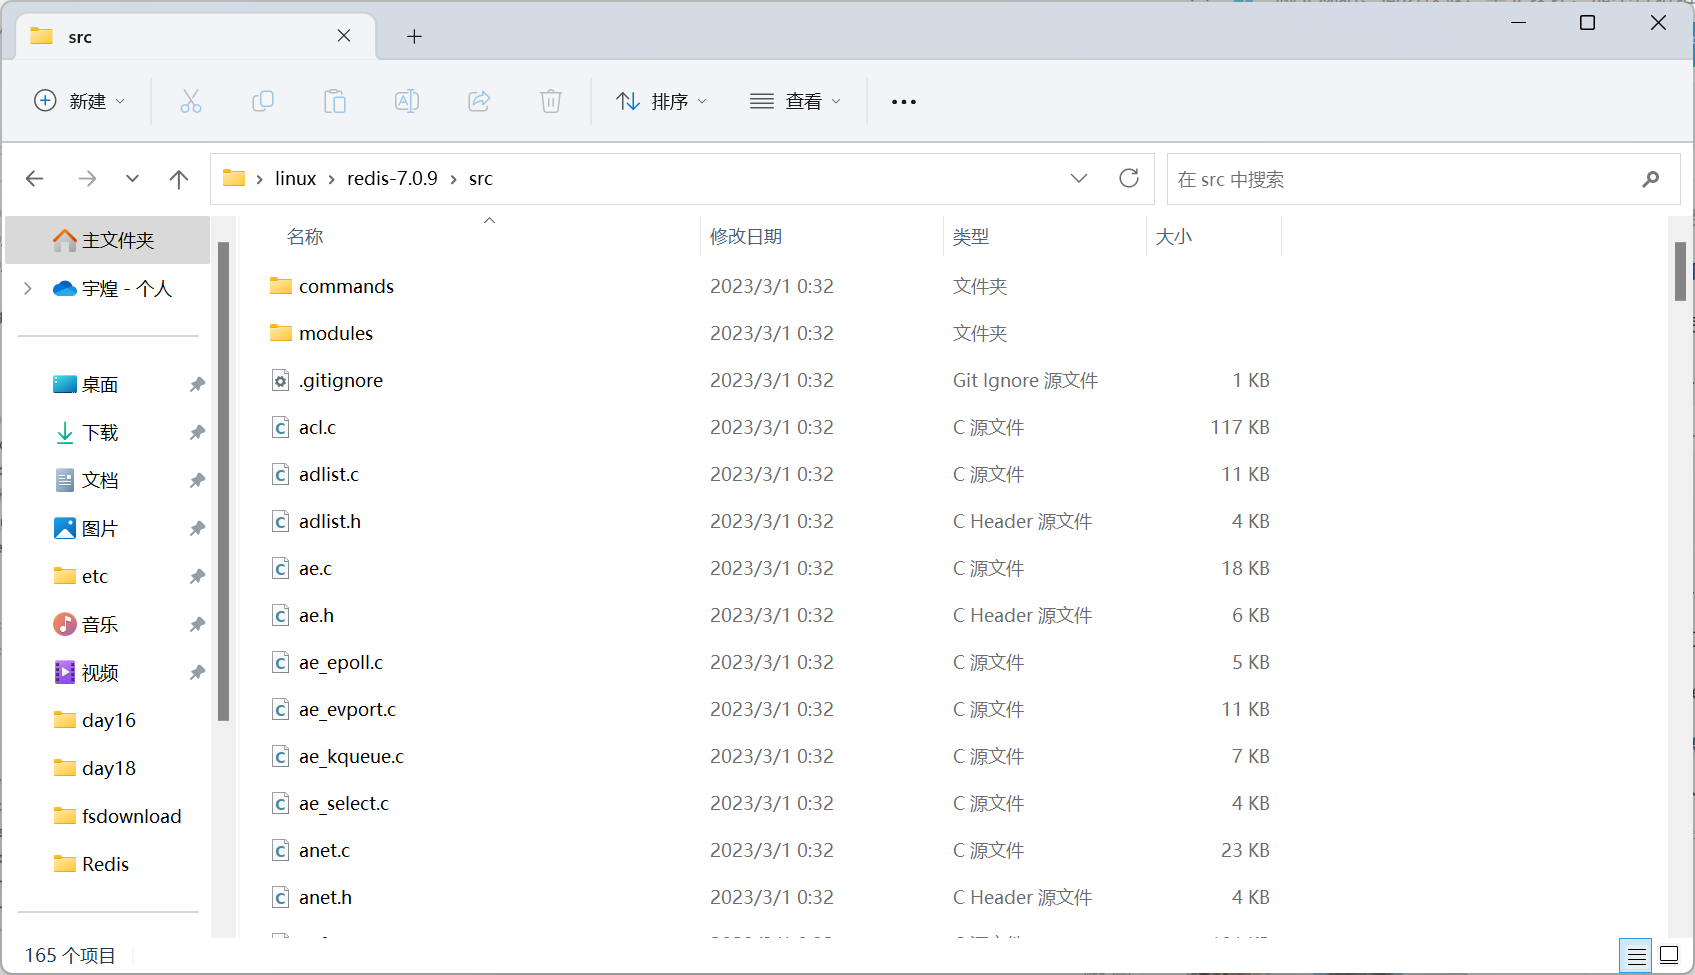 src
新建
排序
查看
linux
redis-7.0.9
src
在 src 中搜索
主文件夹
宇煌 - 个人
桌面
下载
文档
图片
etc
音乐
视频
day16
day18
fsdownload
Redis
名称 修改日期 类型 大小
commands 2023/3/1 0:32 文件夹
modules 2023/3/1 0:32 文件夹
.gitignore 2023/3/1 0:32 Git Ignore 源文件 1 KB
acl.c 2023/3/1 0:32 C 源文件 117 KB
adlist.c 2023/3/1 0:32 C 源文件 11 KB
adlist.h 2023/3/1 0:32 C Header 源文件 4 KB
ae.c 2023/3/1 0:32 C 源文件 18 KB
ae.h 2023/3/1 0:32 C Header 源文件 6 KB
ae_epoll.c 2023/3/1 0:32 C 源文件 5 KB
ae_evport.c 2023/3/1 0:32 C 源文件 11 KB
ae_kqueue.c 2023/3/1 0:32 C 源文件 7 KB
ae_select.c 2023/3/1 0:32 C 源文件 4 KB
anet.c 2023/3/1 0:32 C 源文件 23 KB
anet.h 2023/3/1 0:32 C Header 源文件 4 KB
165 个项目